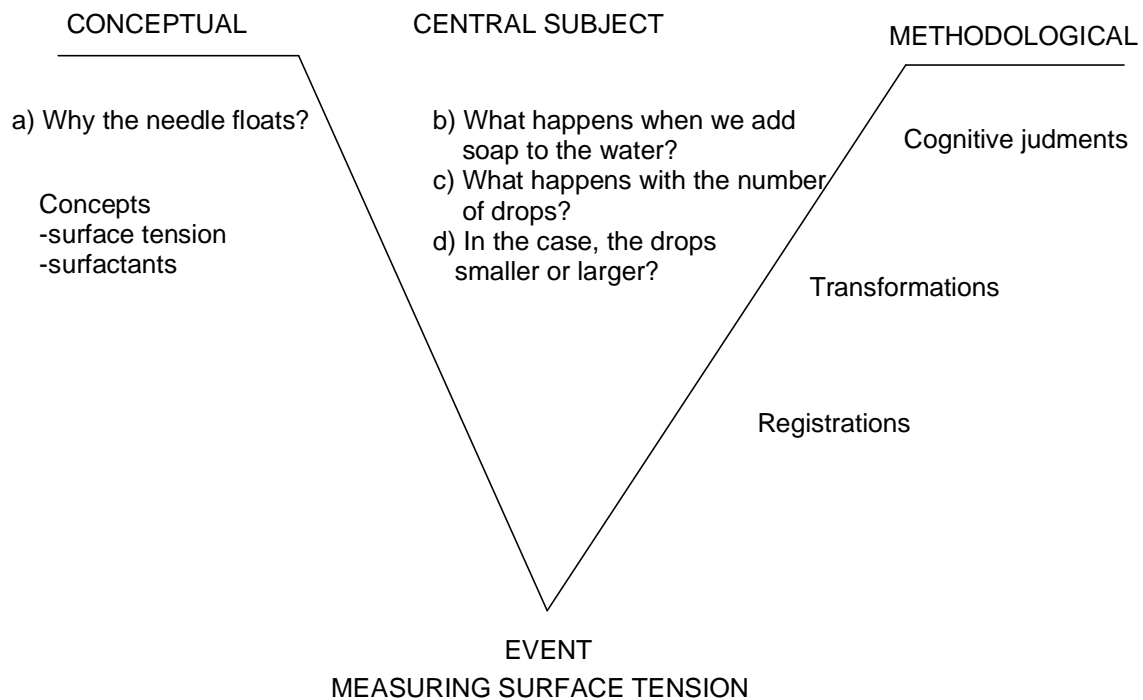 CONCEPTUAL
CENTRAL SUBJECT
METHODOLOGICAL
a) Why the needle floats?
Concepts
-surface tension
-surfactants
b) What happens when we add
soap to the water?
c) What happens with the number
of drops?
d) In the case, the drops
smaller or larger?
Cognitive judments
Transformations
Registrations
EVENT
MEASURING SURFACE TENSION